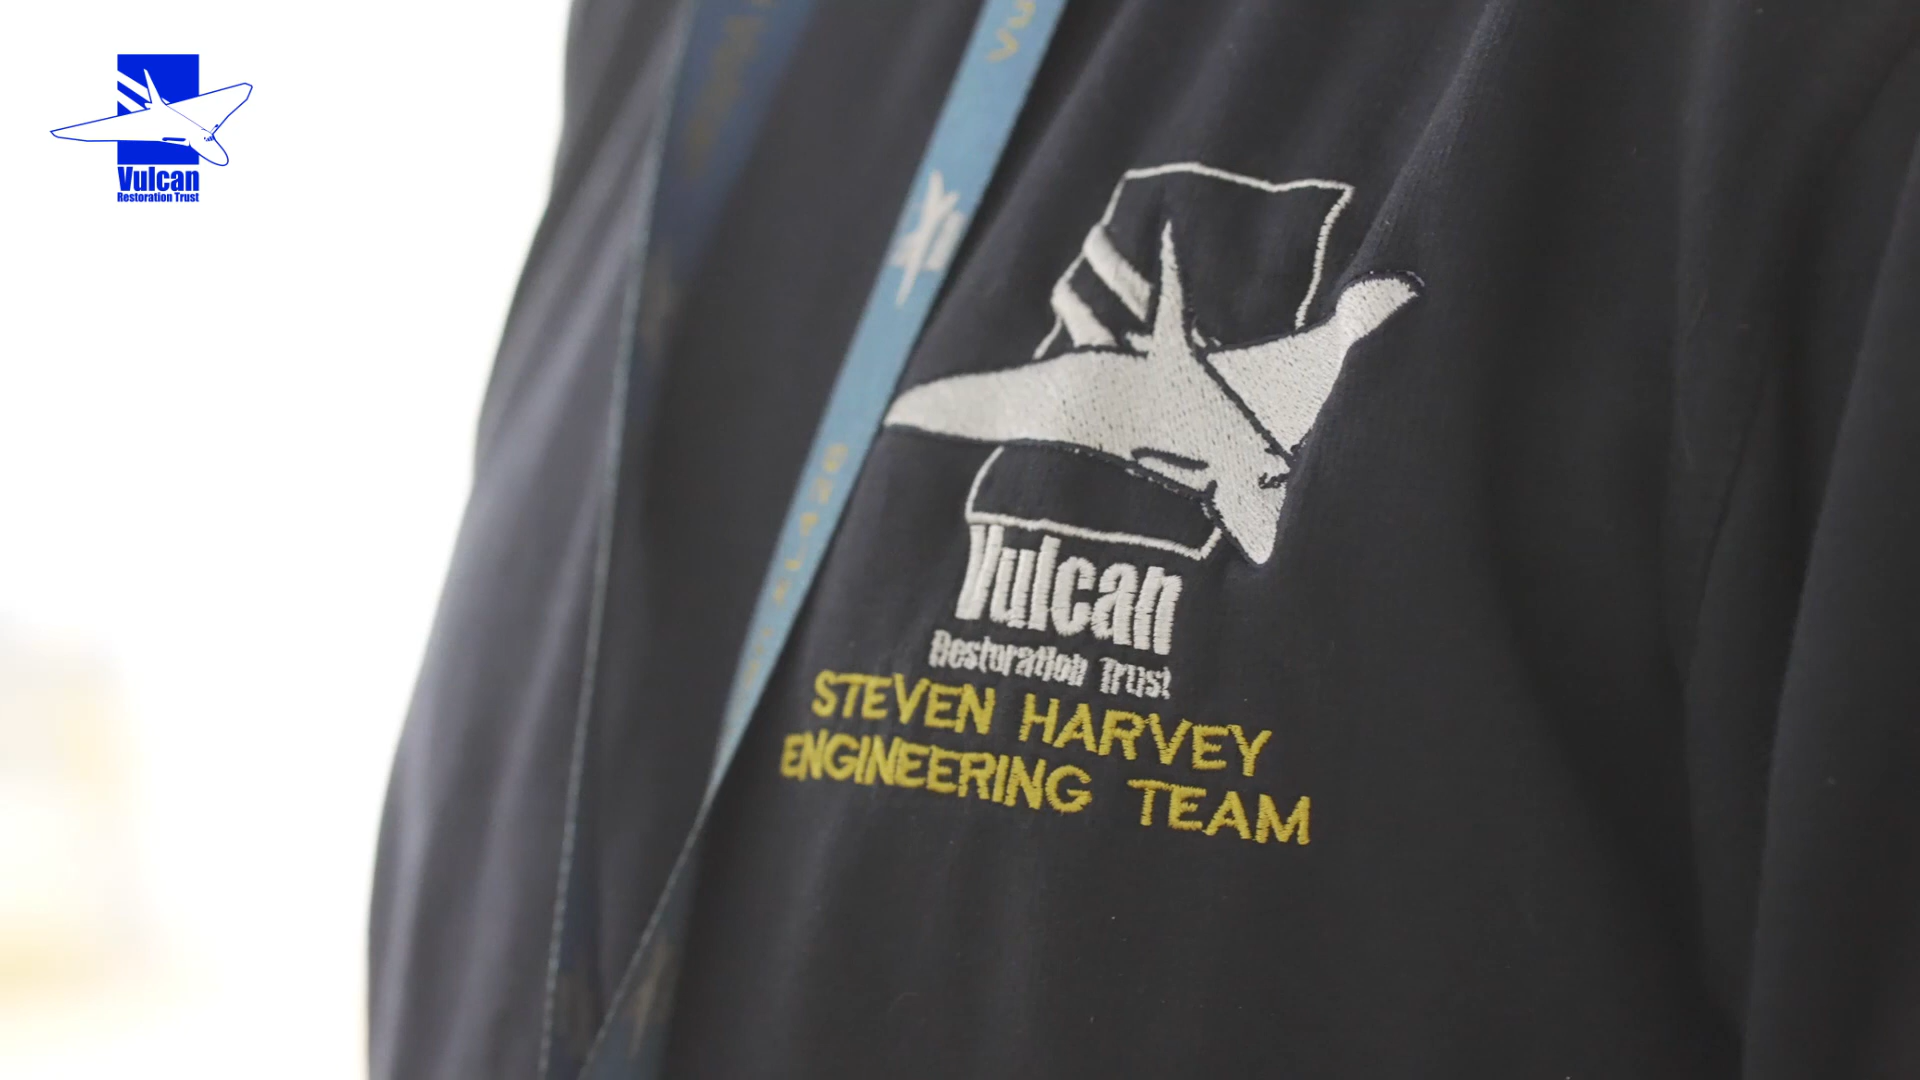 Vulcan
Restoration Trust
Vulcan
Restoration Trust
STEVEN HARVEY
ENGINEERING TEAM